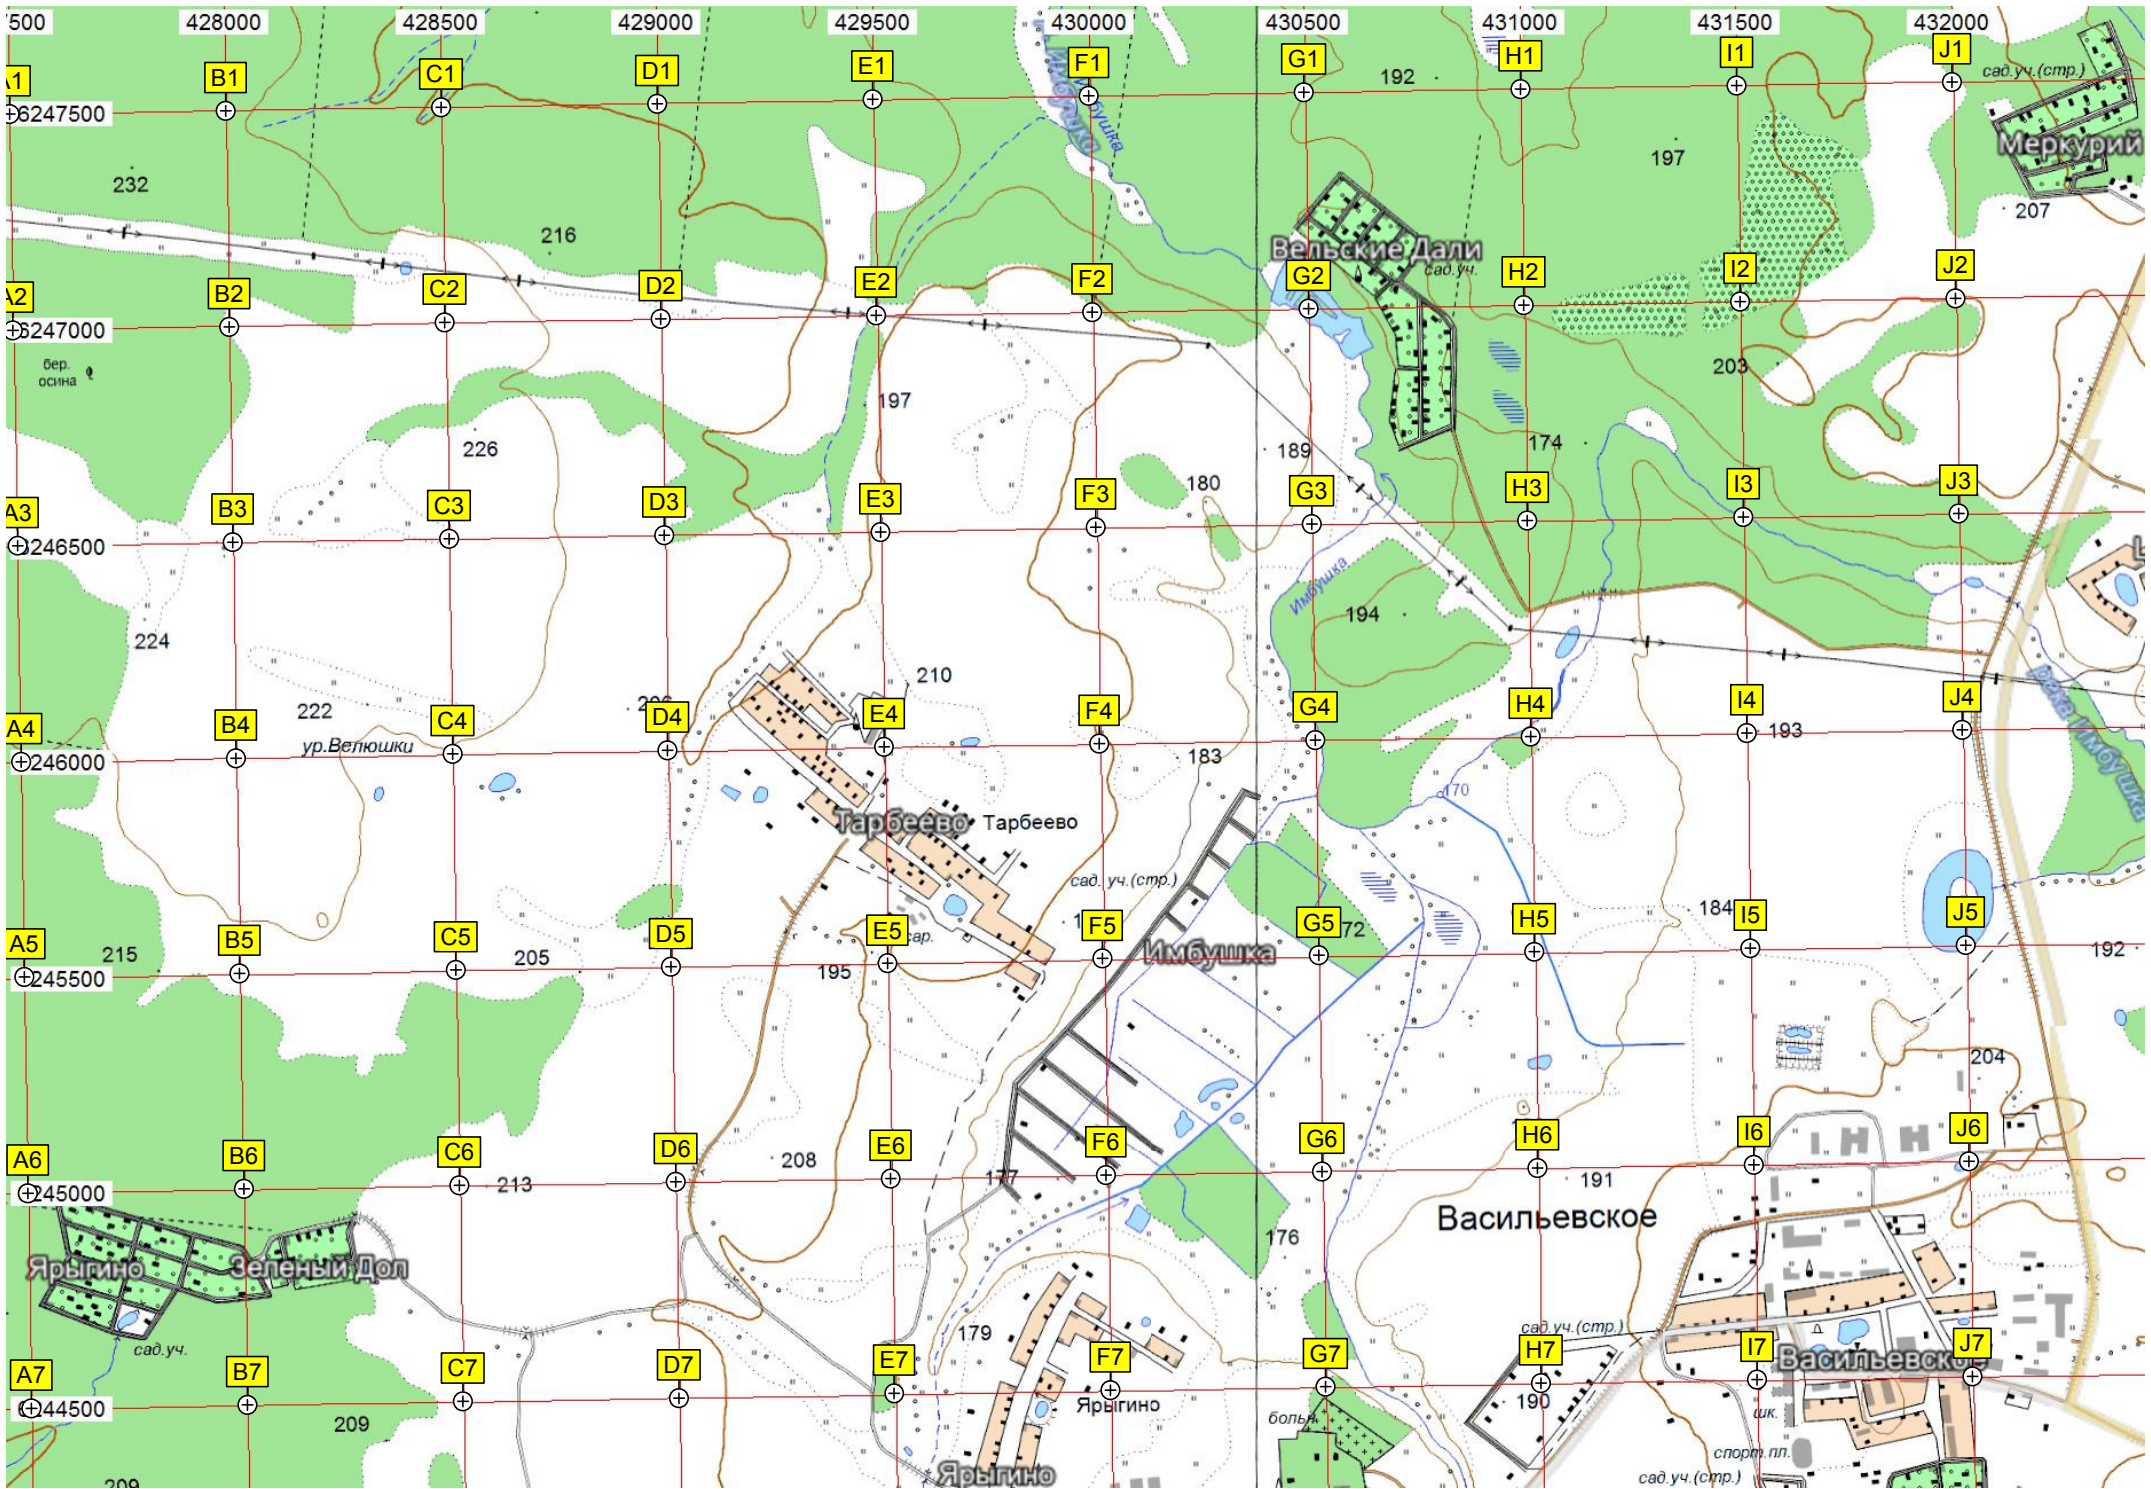 500 428000 428500 429000 429500 430000 430500 431000 431500 432000
A1 B1 C1 D1 E1 F1 G1 H1 I1 J1
6247500
192
сад.уч.(стр.)
Имбушка
Меркурий
197
232
207
216
Вельские Дали
сад.уч.
A2 B2 C2 D2 E2 F2 G2 H2 I2 J2
6247000
бер.
осина
203
197
226
189
174
180
A3 B3 C3 D3 E3 F3 G3 H3 I3 J3
246500
Имбушка
194
224
210
222
ур.Велюшки
река Имбушка
A4 B4 C4 D4 E4 F4 G4 H4 I4 J4
193
246000
183
170
Тарбеево
Тарбеево
сад. уч.(стр.)
184
72
A5 B5 C5 D5 E5 F5 G5 H5 I5 J5
сар.
215
205
195
Имбушка
192
245500
204
A6 B6 C6 D6 E6 F6 G6 H6 I6 J6
208
213
177
191
245000
Васильевское
176
Ярыгино
Зеленый Дол
179
сад.уч.(стр.)
сад.уч.
A7 B7 C7 D7 E7 F7 G7 H7 I7 J7
Васильевское
6244500
190
Ярыгино
209
больн.
шк.
спорт.пл.
Ярыгино
сад.уч.(стр.)
209